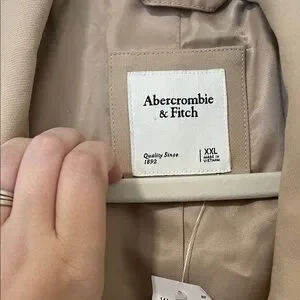 Abercrombie
& Fitch
Quality Since
1892
XXL
MADE IN
VIETNAM